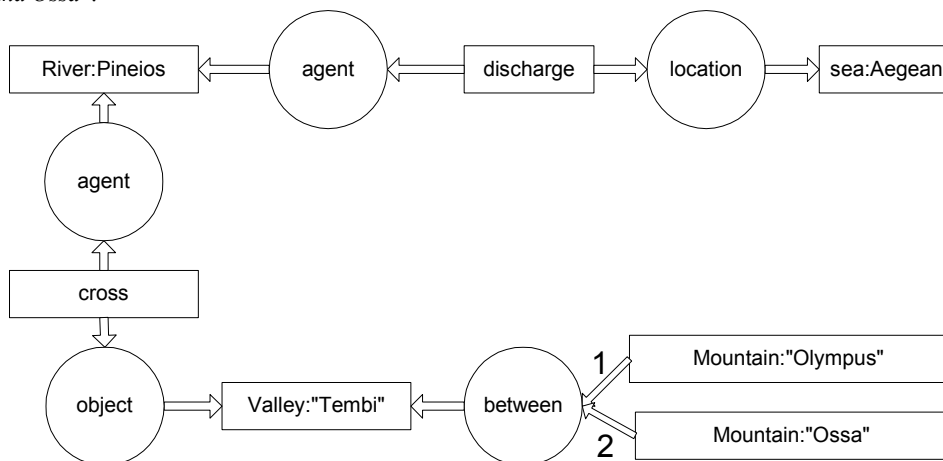 River:Pineios
agent
discharge
location
sea:Aegean
agent
cross
object
Valley:"Tembi"
between
1
Mountain:"Olympus"
2
Mountain:"Ossa"